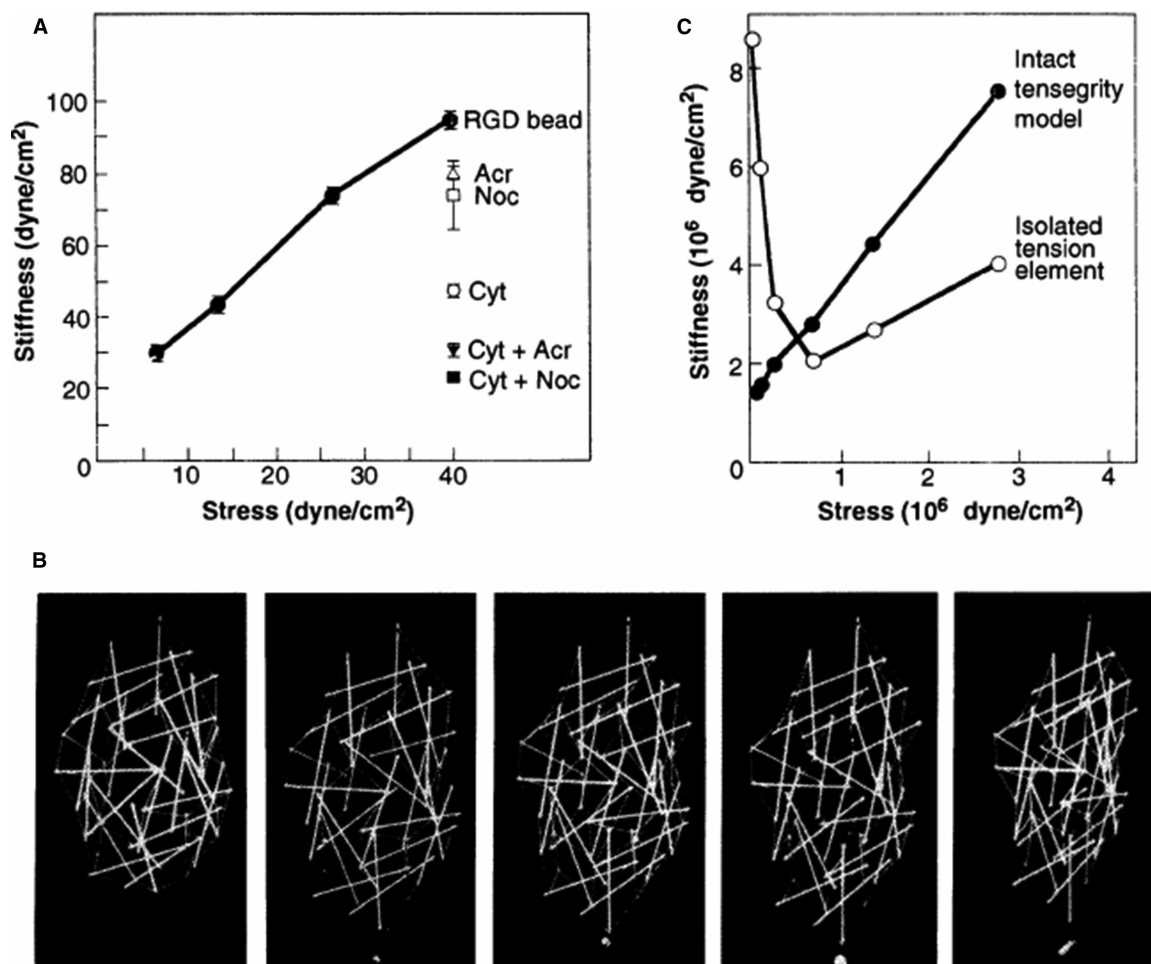 A
Stiffness (dyne/cm²)
100
80
60
40
20
0
10
20
30
40
Stress (dyne/cm²)
RGD bead
Acr
Noc
Cyt
Cyt + Acr
Cyt + Noc
C
Stiffness (10⁶ dyne/cm²)
8
6
4
2
0
1
2
3
4
Stress (10⁶ dyne/cm²)
Intact
tensegrity
model
Isolated
tension
element
B